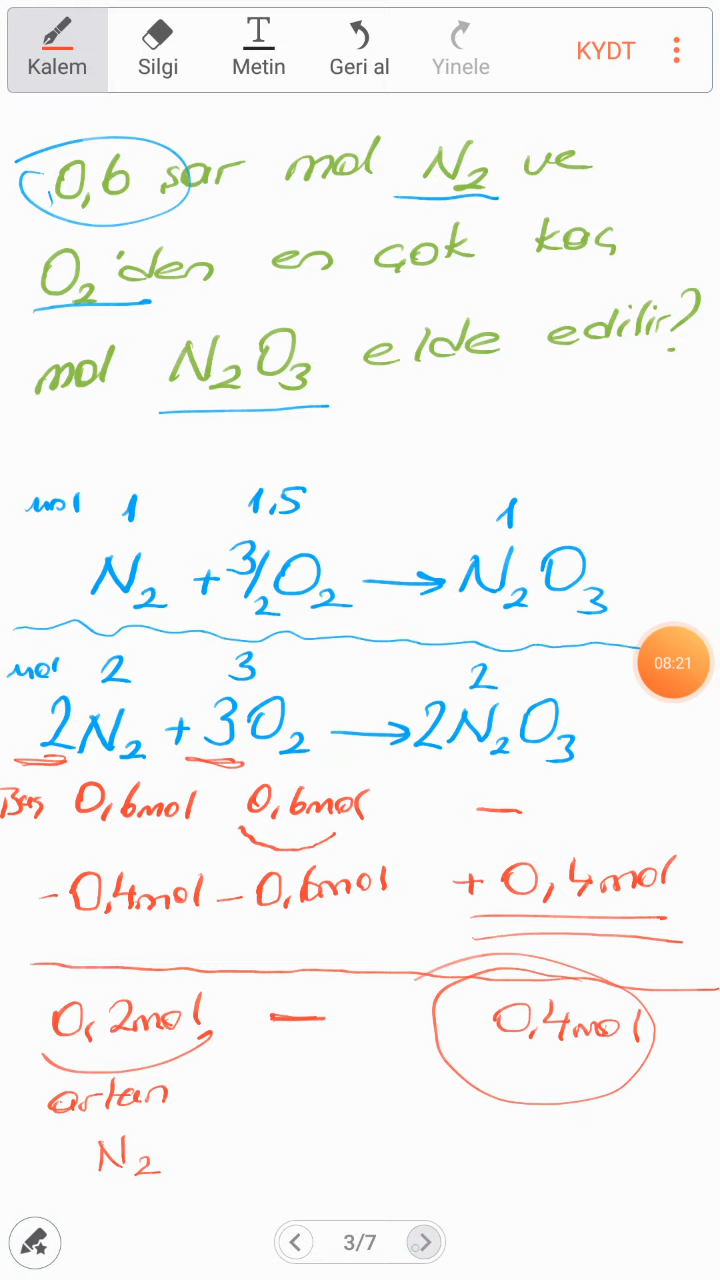 Kalem Silgi Metin Geri al Yinele KYDT
0,6 şar mol N₂ ve
O₂'den en çok kaç
mol N₂O₃ elde edilir?
mol 1 1,5 1
N₂ + 3/2 O₂ → N₂O₃
08:21
mol 2 3 2
2N₂ + 3O₂ → 2N₂O₃
Baş 0,6mol 0,6mol —
-0,4mol -0,6mol +0,4mol
0,2mol — 0,4mol
artan
N₂
3/7